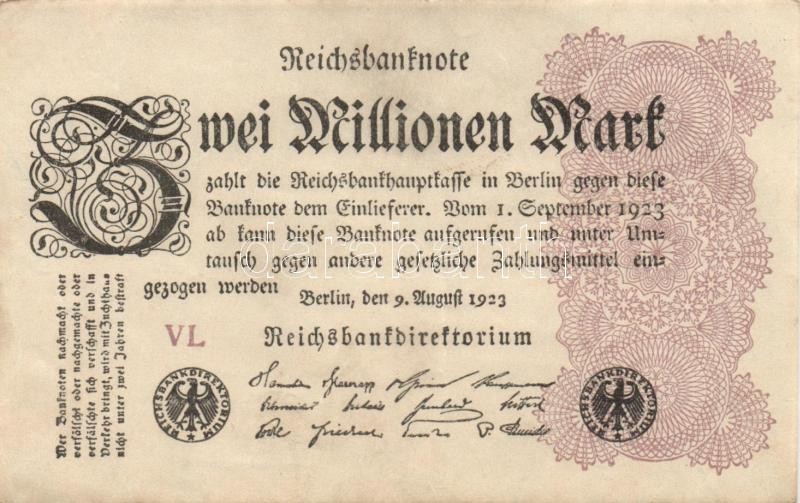 Reichsbanknote
Zwei Millionen Mark
zahlt die Reichsbankhauptkasse in Berlin gegen diese
Banknote dem Einlieferer. Vom 1. September 1923
ab kann diese Banknote aufgerufen und unter Um-
tausch gegen andere gesetzliche Zahlungsmittel ein-
gezogen werden
Berlin, den 9. August 1923
VL
Reichsbankdirektorium
Wer Banknoten nachmacht oder
verfälscht oder nachgemachte oder
verfälschte sich verschafft und in
Verkehr bringt, wird mit Zuchthaus
nicht unter zwei Jahren bestraft
REICHSBANKDIREKTORIUM
REICHSBANKDIREKTORIUM
darabanth.com